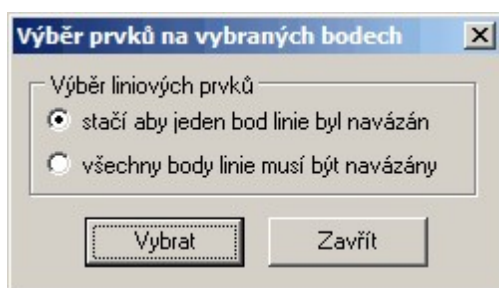 Výběr prvků na vybraných bodech
Výběr liniových prvků
stačí aby jeden bod linie byl navázán
všechny body linie musí být navázány
Vybrat
Zavřít